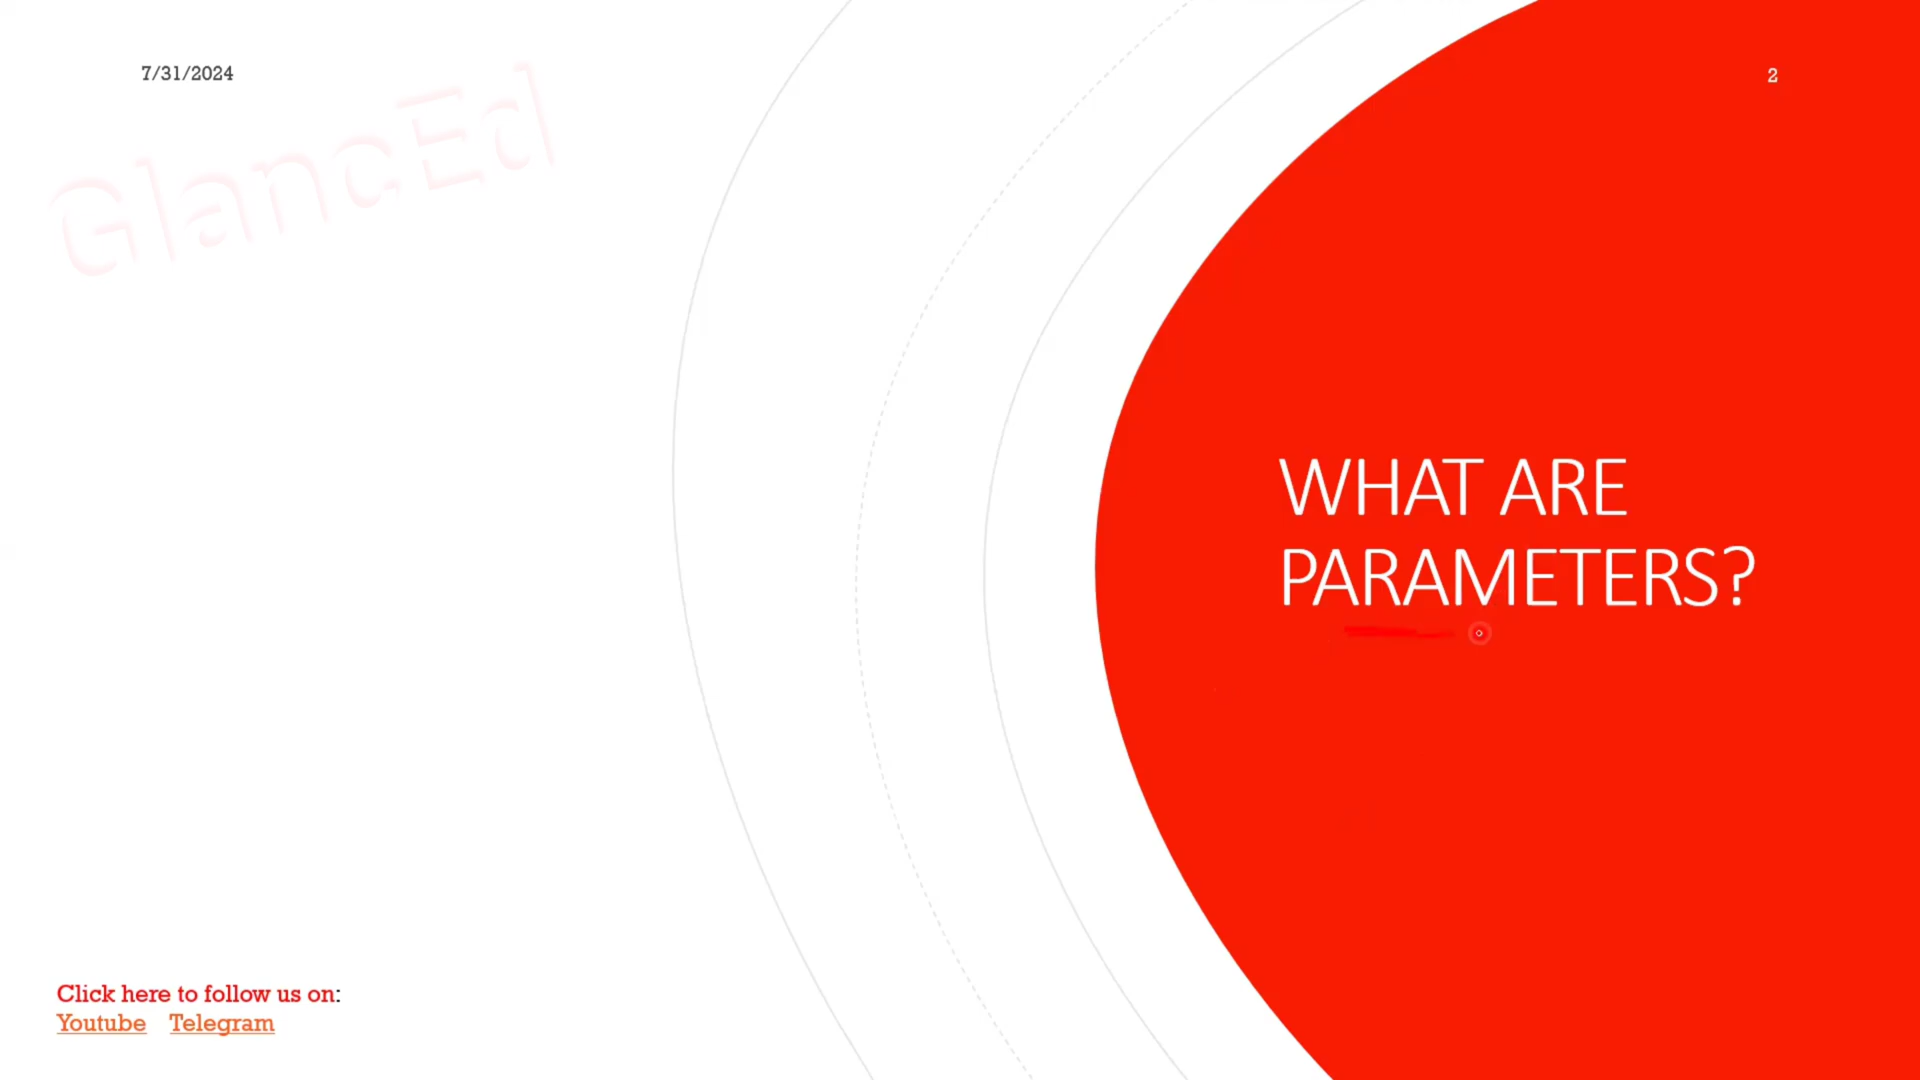 7/31/2024
2
GlancEd
WHAT ARE
PARAMETERS?
Click here to follow us on:
Youtube Telegram